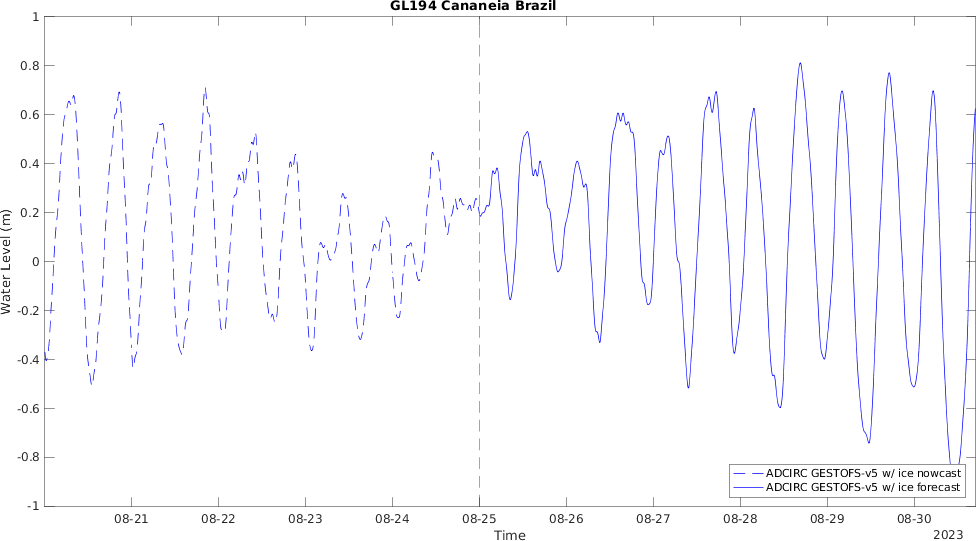 GL194 Cananeia Brazil
1
0.8
0.6
0.4
0.2
0
-0.2
-0.4
-0.6
-0.8
-1
Water Level (m)
08-21 08-22 08-23 08-24 08-25 08-26 08-27 08-28 08-29 08-30
Time
2023
ADCIRC GESTOFS-v5 w/ ice nowcast
ADCIRC GESTOFS-v5 w/ ice forecast